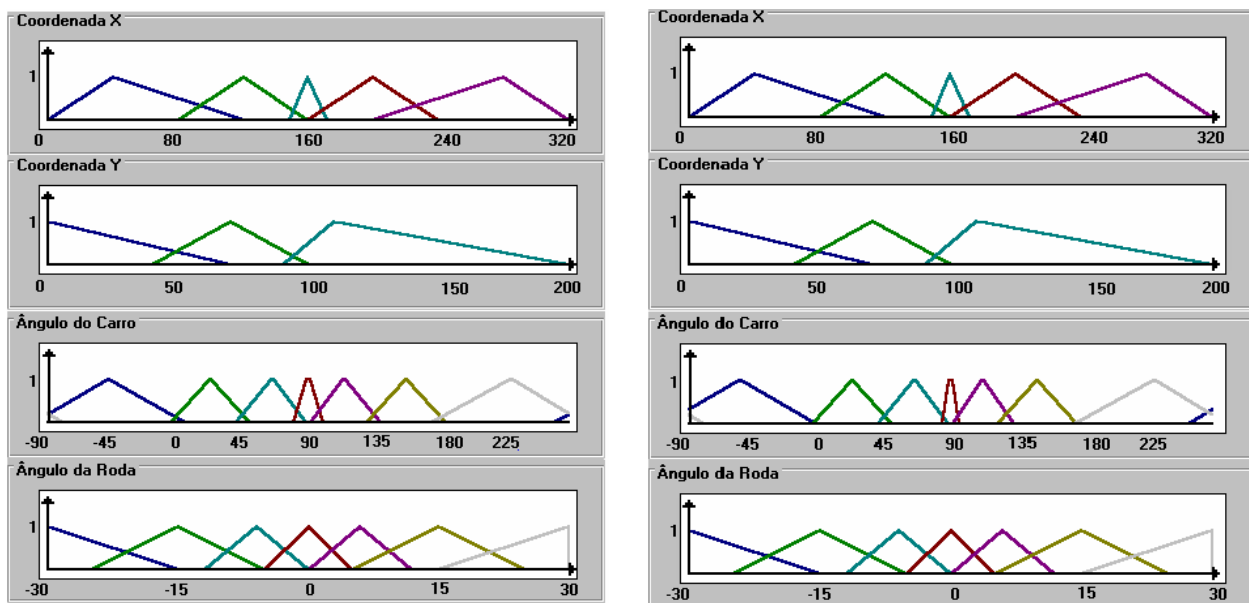 Coordenada X
1
0 80 160 240 320
Coordenada Y
1
0 50 100 150 200
Ângulo do Carro
1
-90 -45 0 45 90 135 180 225
Ângulo da Roda
1
-30 -15 0 15 30
Coordenada X
1
0 80 160 240 320
Coordenada Y
1
0 50 100 150 200
Ângulo do Carro
1
-90 -45 0 45 90 135 180 225
Ângulo da Roda
1
-30 -15 0 15 30